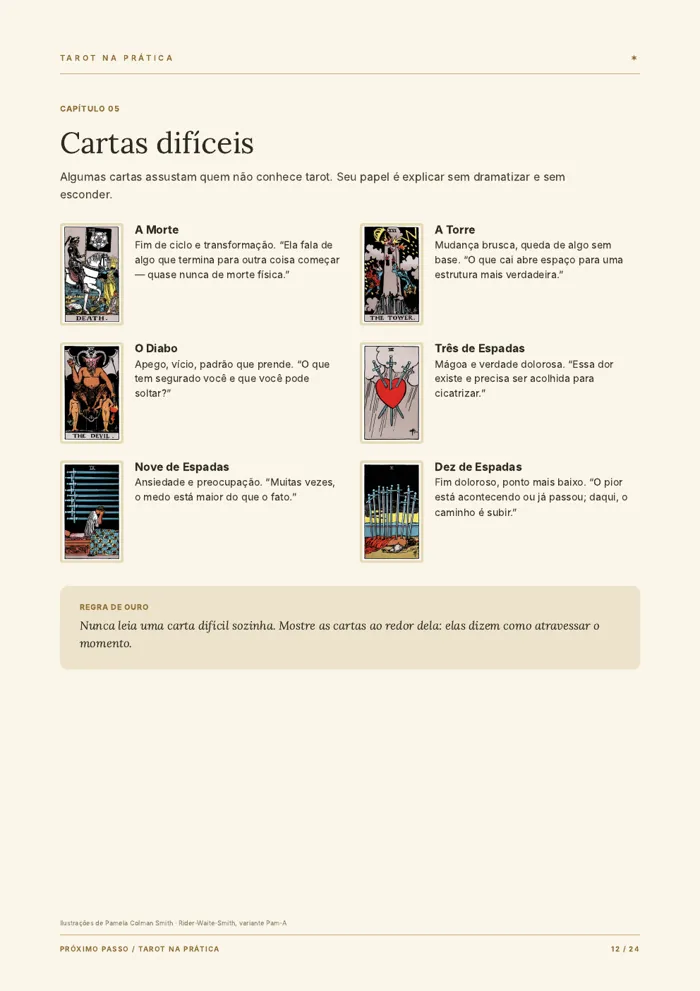 TAROT NA PRÁTICA
*
CAPÍTULO 05
Cartas difíceis
Algumas cartas assustam quem não conhece tarot. Seu papel é explicar sem dramatizar e sem
esconder.
DEATH.
A Morte
Fim de ciclo e transformação. “Ela fala de
algo que termina para outra coisa começar
— quase nunca de morte física.”
XVI
THE TOWER.
A Torre
Mudança brusca, queda de algo sem
base. “O que cai abre espaço para uma
estrutura mais verdadeira.”
THE DEVIL.
O Diabo
Apego, vício, padrão que prende. “O que
tem segurado você e que você pode
soltar?”
III
Três de Espadas
Mágoa e verdade dolorosa. “Essa dor
existe e precisa ser acolhida para
cicatrizar.”
IX
Nove de Espadas
Ansiedade e preocupação. “Muitas vezes,
o medo está maior do que o fato.”
X
Dez de Espadas
Fim doloroso, ponto mais baixo. “O pior
está acontecendo ou já passou; daqui, o
caminho é subir.”
REGRA DE OURO
Nunca leia uma carta difícil sozinha. Mostre as cartas ao redor dela: elas dizem como atravessar o
momento.
Ilustrações de Pamela Colman Smith · Rider-Waite-Smith, variante Pam-A
PRÓXIMO PASSO / TAROT NA PRÁTICA
12 / 24